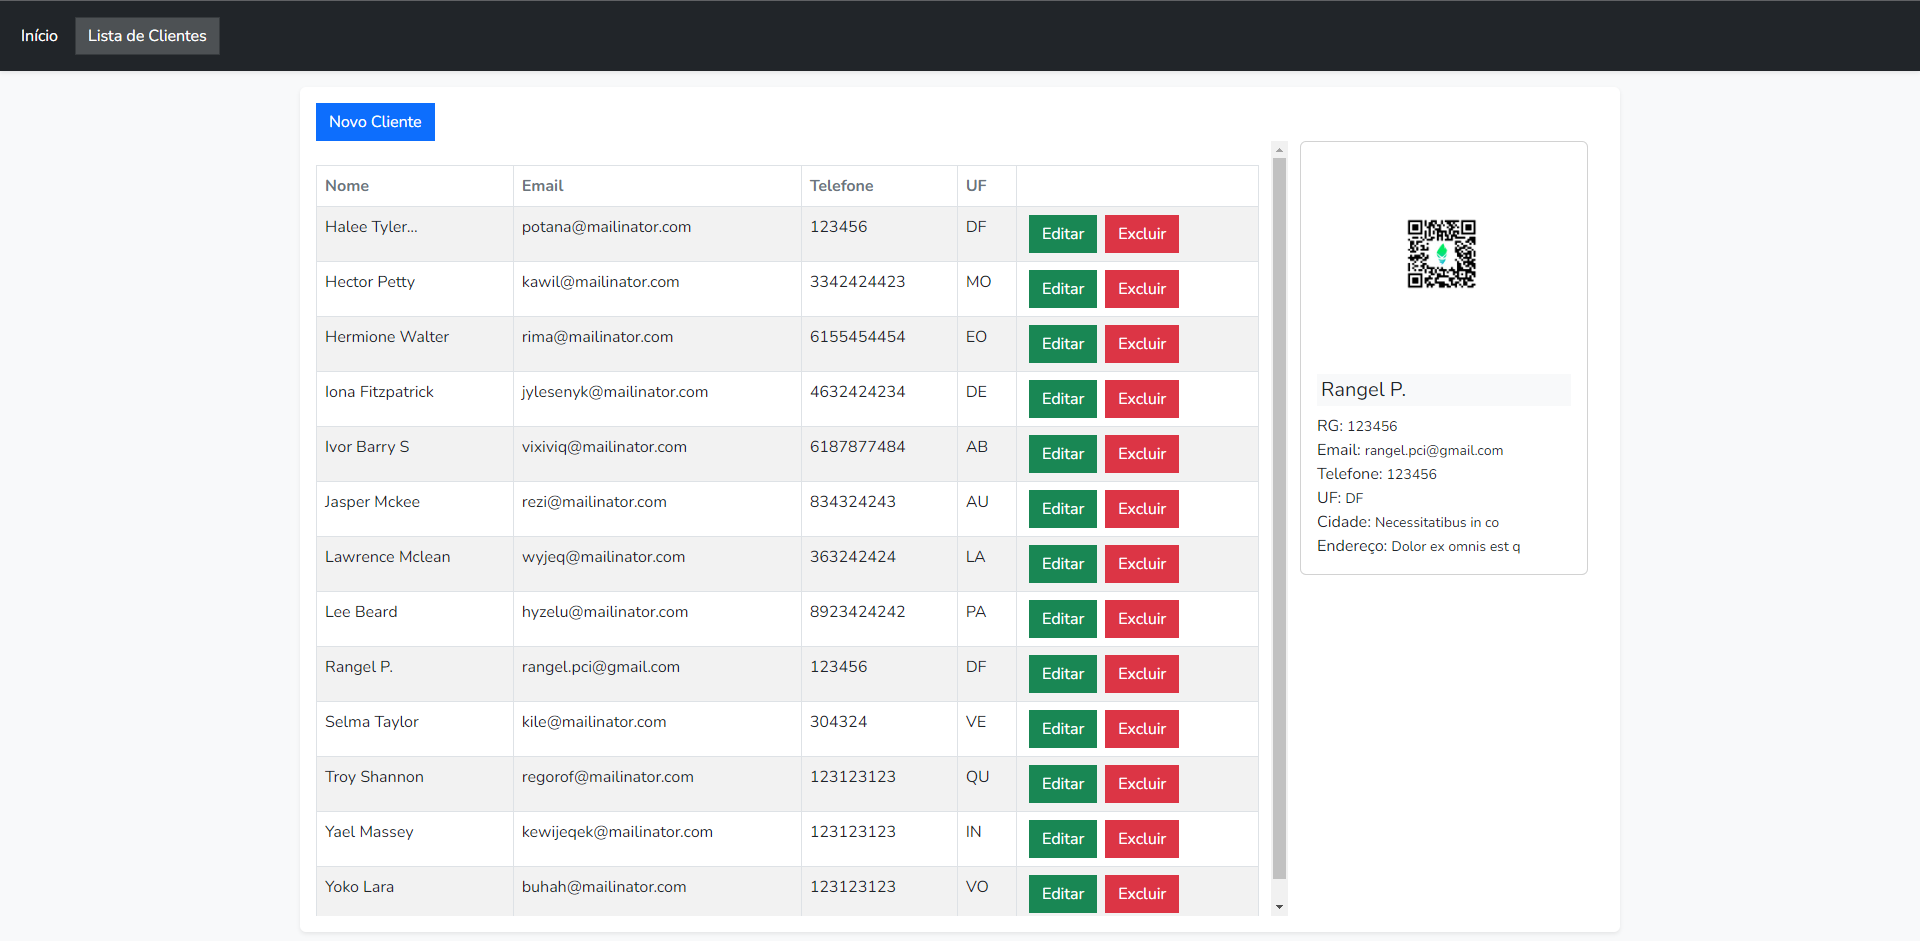 Início Lista de Clientes
Novo Cliente
Nome Email Telefone UF
Halee Tyler... potana@mailinator.com 123456 DF Editar Excluir
Hector Petty kawil@mailinator.com 3342424423 MO Editar Excluir
Hermione Walter rima@mailinator.com 6155454454 EO Editar Excluir
Iona Fitzpatrick jylesenyk@mailinator.com 4632424234 DE Editar Excluir
Ivor Barry S vixiviq@mailinator.com 6187877484 AB Editar Excluir
Jasper Mckee rezi@mailinator.com 834324243 AU Editar Excluir
Lawrence Mclean wyjeq@mailinator.com 363242424 LA Editar Excluir
Lee Beard hyzelu@mailinator.com 8923424242 PA Editar Excluir
Rangel P. rangel.pci@gmail.com 123456 DF Editar Excluir
Selma Taylor kile@mailinator.com 304324 VE Editar Excluir
Troy Shannon regorof@mailinator.com 123123123 QU Editar Excluir
Yael Massey kewijeqek@mailinator.com 123123123 IN Editar Excluir
Yoko Lara buhah@mailinator.com 123123123 VO Editar Excluir
Rangel P.
RG: 123456
Email: rangel.pci@gmail.com
Telefone: 123456
UF: DF
Cidade: Necessitatibus in co
Endereço: Dolor ex omnis est q